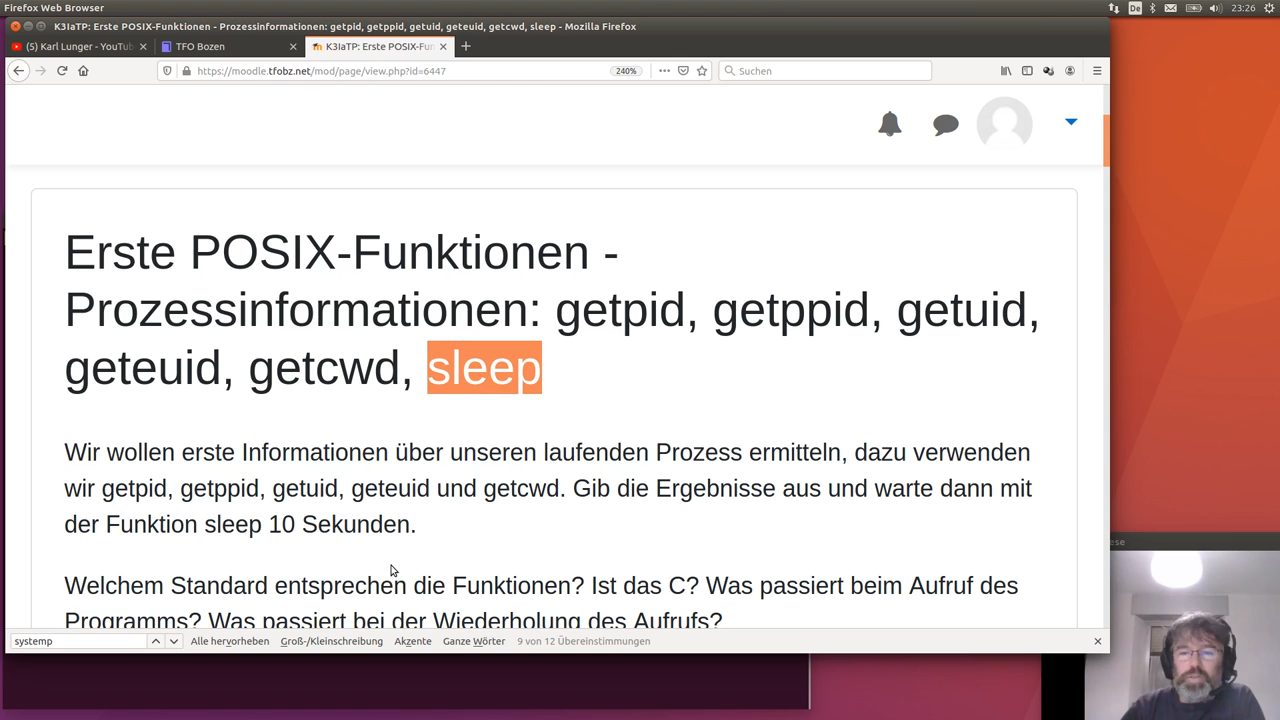 Firefox Web Browser
De
23:26
K3IaTP: Erste POSIX-Funktionen - Prozessinformationen: getpid, getppid, getuid, geteuid, getcwd, sleep - Mozilla Firefox
(5) Karl Lunger - YouTub
TFO Bozen
K3IaTP: Erste POSIX-Fun
https://moodle.tfobz.net/mod/page/view.php?id=6447
240%
Suchen
Erste POSIX-Funktionen -
Prozessinformationen: getpid, getppid, getuid,
geteuid, getcwd, sleep
Wir wollen erste Informationen über unseren laufenden Prozess ermitteln, dazu verwenden
wir getpid, getppid, getuid, geteuid und getcwd. Gib die Ergebnisse aus und warte dann mit
der Funktion sleep 10 Sekunden.
Welchem Standard entsprechen die Funktionen? Ist das C? Was passiert beim Aufruf des
Programms? Was passiert bei der Wiederholung des Aufrufs?
systemp
Alle hervorheben
Groß-/Kleinschreibung
Akzente
Ganze Wörter
9 von 12 Übereinstimmungen